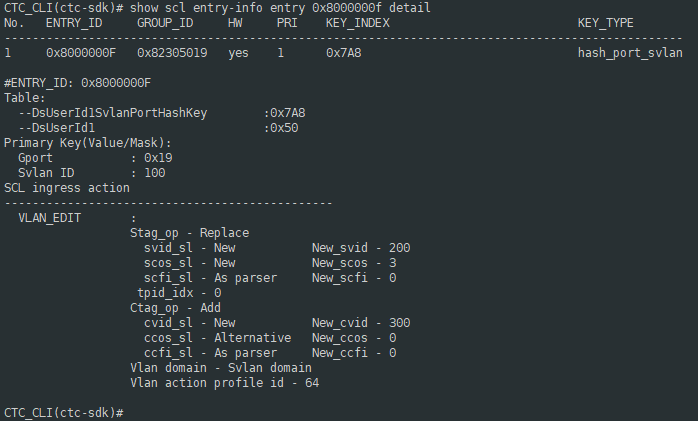 CTC_CLI(ctc-sdk)# show scl entry-info entry 0x8000000f detail
No.   ENTRY_ID   GROUP_ID   HW   PRI   KEY_INDEX   KEY_TYPE
1   0x8000000F   0x82305019   yes   1   0x7A8   hash_port_svlan
#ENTRY_ID: 0x8000000F
Table:
--DsUserId1SvlanPortHashKey   :0x7A8
--DsUserId1   :0x50
Primary Key(Value/Mask):
Gport   : 0x19
Svlan ID   : 100
SCL ingress action
VLAN_EDIT   :
Stag_op - Replace
svid_sl - New   New_svid - 200
scos_sl - New   New_scos - 3
scfi_sl - As parser   New_scfi - 0
tpid_idx - 0
Ctag_op - Add
cvid_sl - New   New_cvid - 300
ccos_sl - Alternative   New_ccos - 0
ccfi_sl - As parser   New_ccfi - 0
Vlan domain - Svlan domain
Vlan action profile id - 64
CTC_CLI(ctc-sdk)#